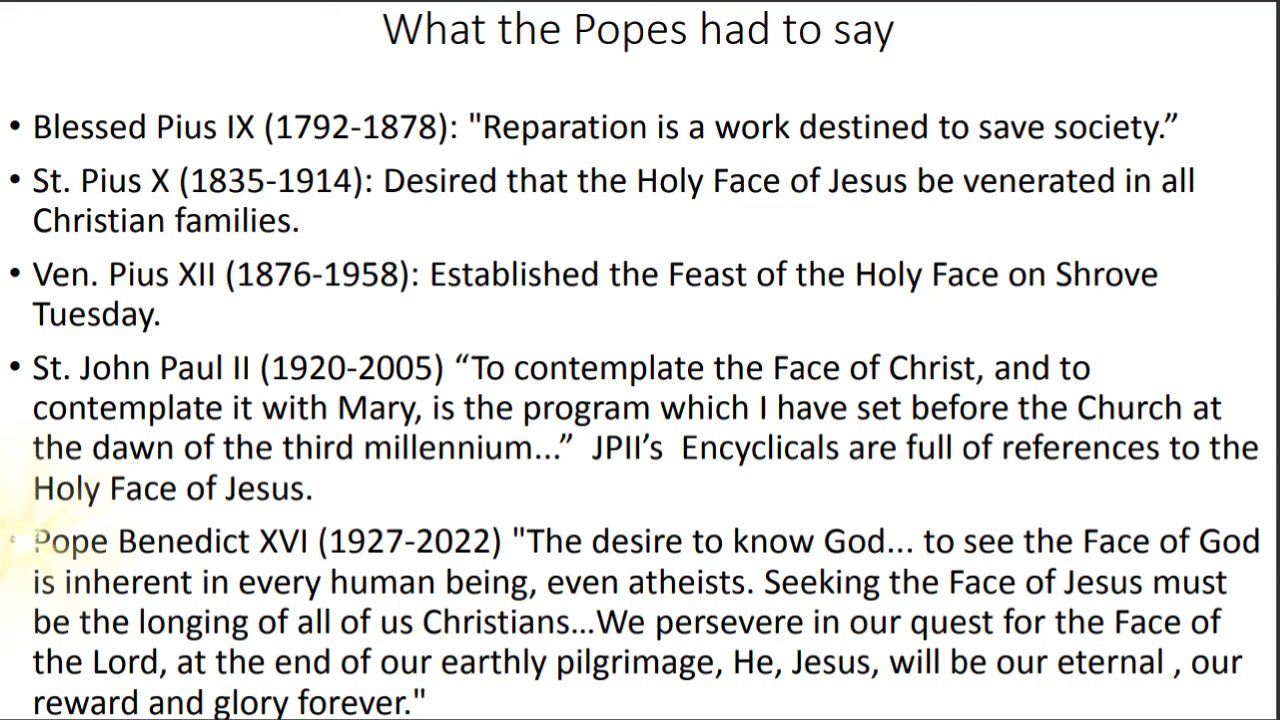 What the Popes had to say
• Blessed Pius IX (1792-1878): "Reparation is a work destined to save society.”
• St. Pius X (1835-1914): Desired that the Holy Face of Jesus be venerated in all
Christian families.
• Ven. Pius XII (1876-1958): Established the Feast of the Holy Face on Shrove
Tuesday.
• St. John Paul II (1920-2005) “To contemplate the Face of Christ, and to
contemplate it with Mary, is the program which I have set before the Church at
the dawn of the third millennium...” JPII’s  Encyclicals are full of references to the
Holy Face of Jesus.
• Pope Benedict XVI (1927-2022) "The desire to know God... to see the Face of God
is inherent in every human being, even atheists. Seeking the Face of Jesus must
be the longing of all of us Christians...We persevere in our quest for the Face of
the Lord, at the end of our earthly pilgrimage, He, Jesus, will be our eternal , our
reward and glory forever."